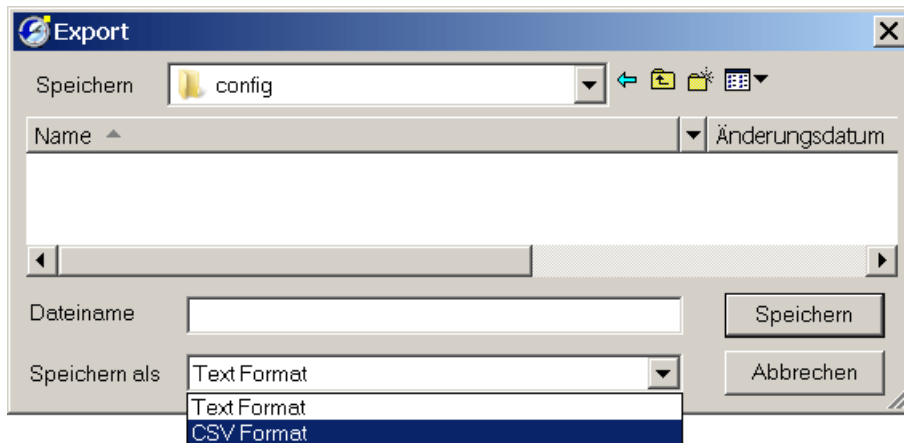 Export
Speichern config
Name Änderungsdatum
Dateiname Speichern
Speichern als Text Format Abbrechen
Text Format
CSV Format